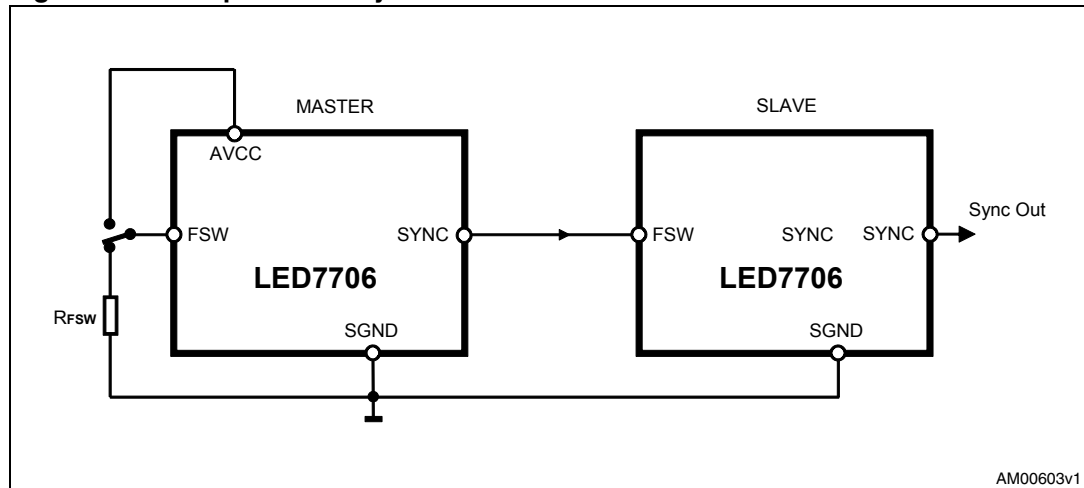 MASTER
SLAVE
AVCC
FSW
SYNC
FSW
SYNC
SYNC
Sync Out
LED7706
LED7706
RFSW
SGND
SGND
AM00603v1